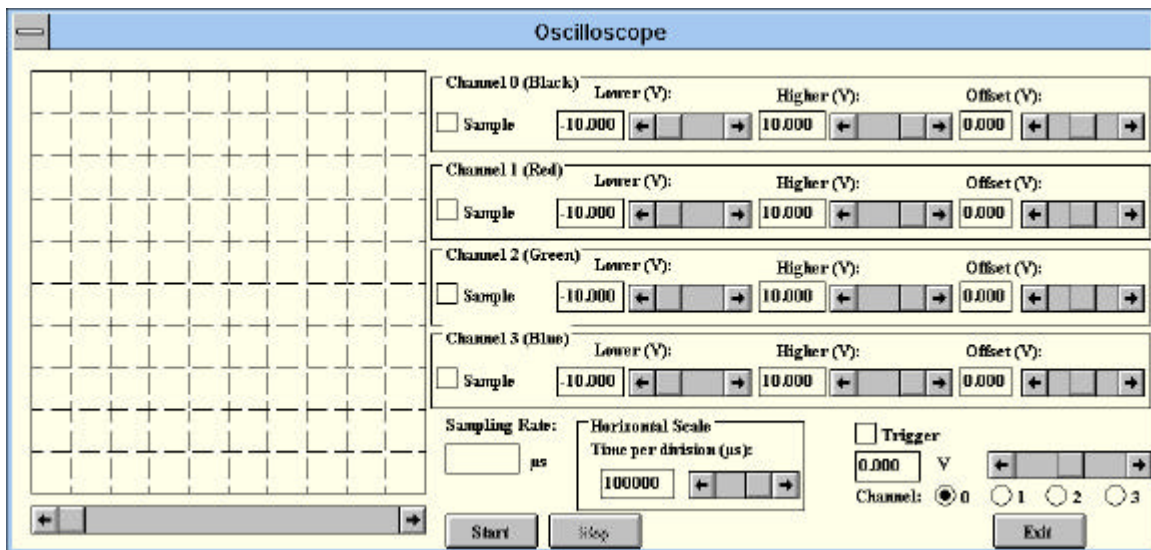 Oscilloscope
Channel 0 (Black)
Lower (V): Higher (V): Offset (V):
Sample -10.000 10.000 0.000
Channel 1 (Red)
Lower (V): Higher (V): Offset (V):
Sample -10.000 10.000 0.000
Channel 2 (Green)
Lower (V): Higher (V): Offset (V):
Sample -10.000 10.000 0.000
Channel 3 (Blue)
Lower (V): Higher (V): Offset (V):
Sample -10.000 10.000 0.000
Sampling Rate: Horizontal Scale
Trigger
µs Time per division (µs):
0.000 V
100000
Channel: 0 1 2 3
Start Stop Exit